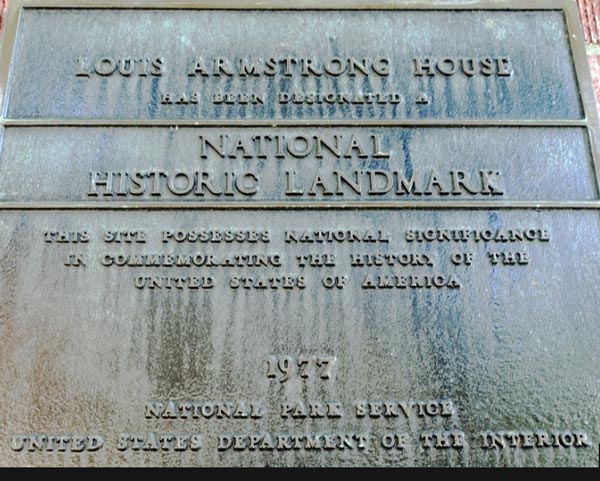 LOUIS ARMSTRONG HOUSE
HAS BEEN DESIGNATED A
NATIONAL
HISTORIC LANDMARK
THIS SITE POSSESSES NATIONAL SIGNIFICANCE
IN COMMEMORATING THE HISTORY OF THE
UNITED STATES OF AMERICA
1977
NATIONAL PARK SERVICE
UNITED STATES DEPARTMENT OF THE INTERIOR